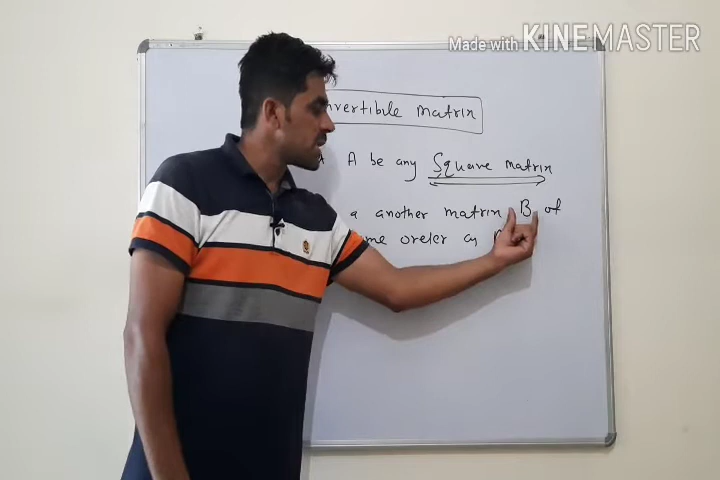 Made with KINEMASTER
nvertible matrix
A be any Square matrix
a another matrix B of
me order as